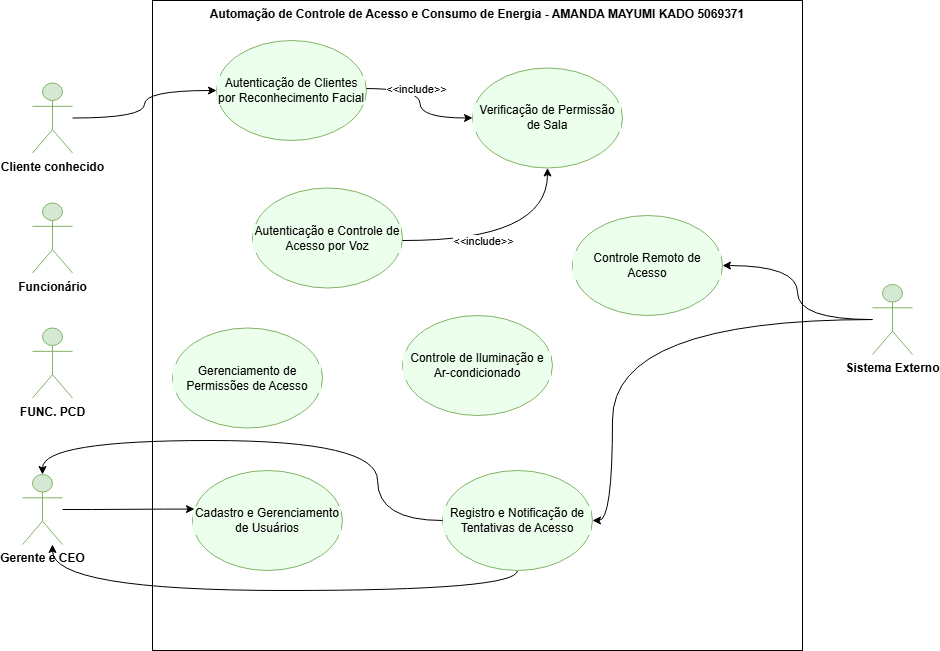 Automação de Controle de Acesso e Consumo de Energia - AMANDA MAYUMI KADO 5069371
Autenticação de Clientes
por Reconhecimento Facial
<<include>>
Verificação de Permissão
de Sala
Cliente conhecido
Autenticação e Controle de
Acesso por Voz
<<include>>
Controle Remoto de
Acesso
Funcionário
Sistema Externo
Controle de Iluminação e
Ar-condicionado
Gerenciamento de
Permissões de Acesso
FUNC. PCD
Cadastro e Gerenciamento
de Usuários
Registro e Notificação de
Tentativas de Acesso
Gerente e CEO